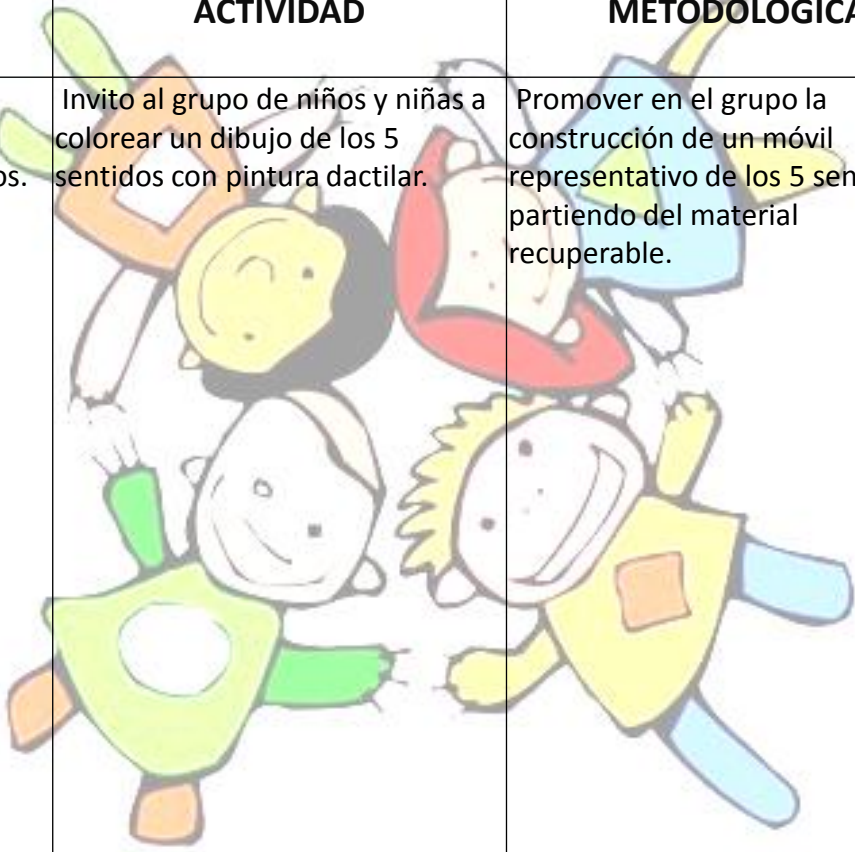 ACTIVIDAD
METODOLÓGICA
Invito al grupo de niños y niñas a
colorear un dibujo de los 5
os. sentidos con pintura dactilar.
Promover en el grupo la
construcción de un móvil
representativo de los 5 sen
partiendo del material
recuperable.